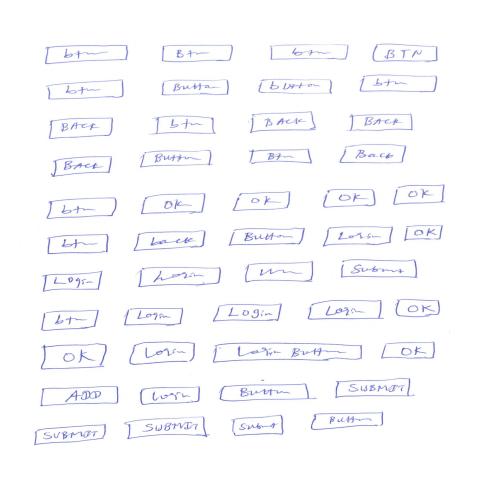 btn Btn btn BTN
btn Button button btn
BACK btn BACK BACK
BACK Button Btn Back
btn OK OK OK OK
btn back Button Login OK
Login Login Submit
btn Login Login Login OK
OK Login Login Button OK
ADD Login Button SUBMIT
SUBMIT SUBMIT Submit Button